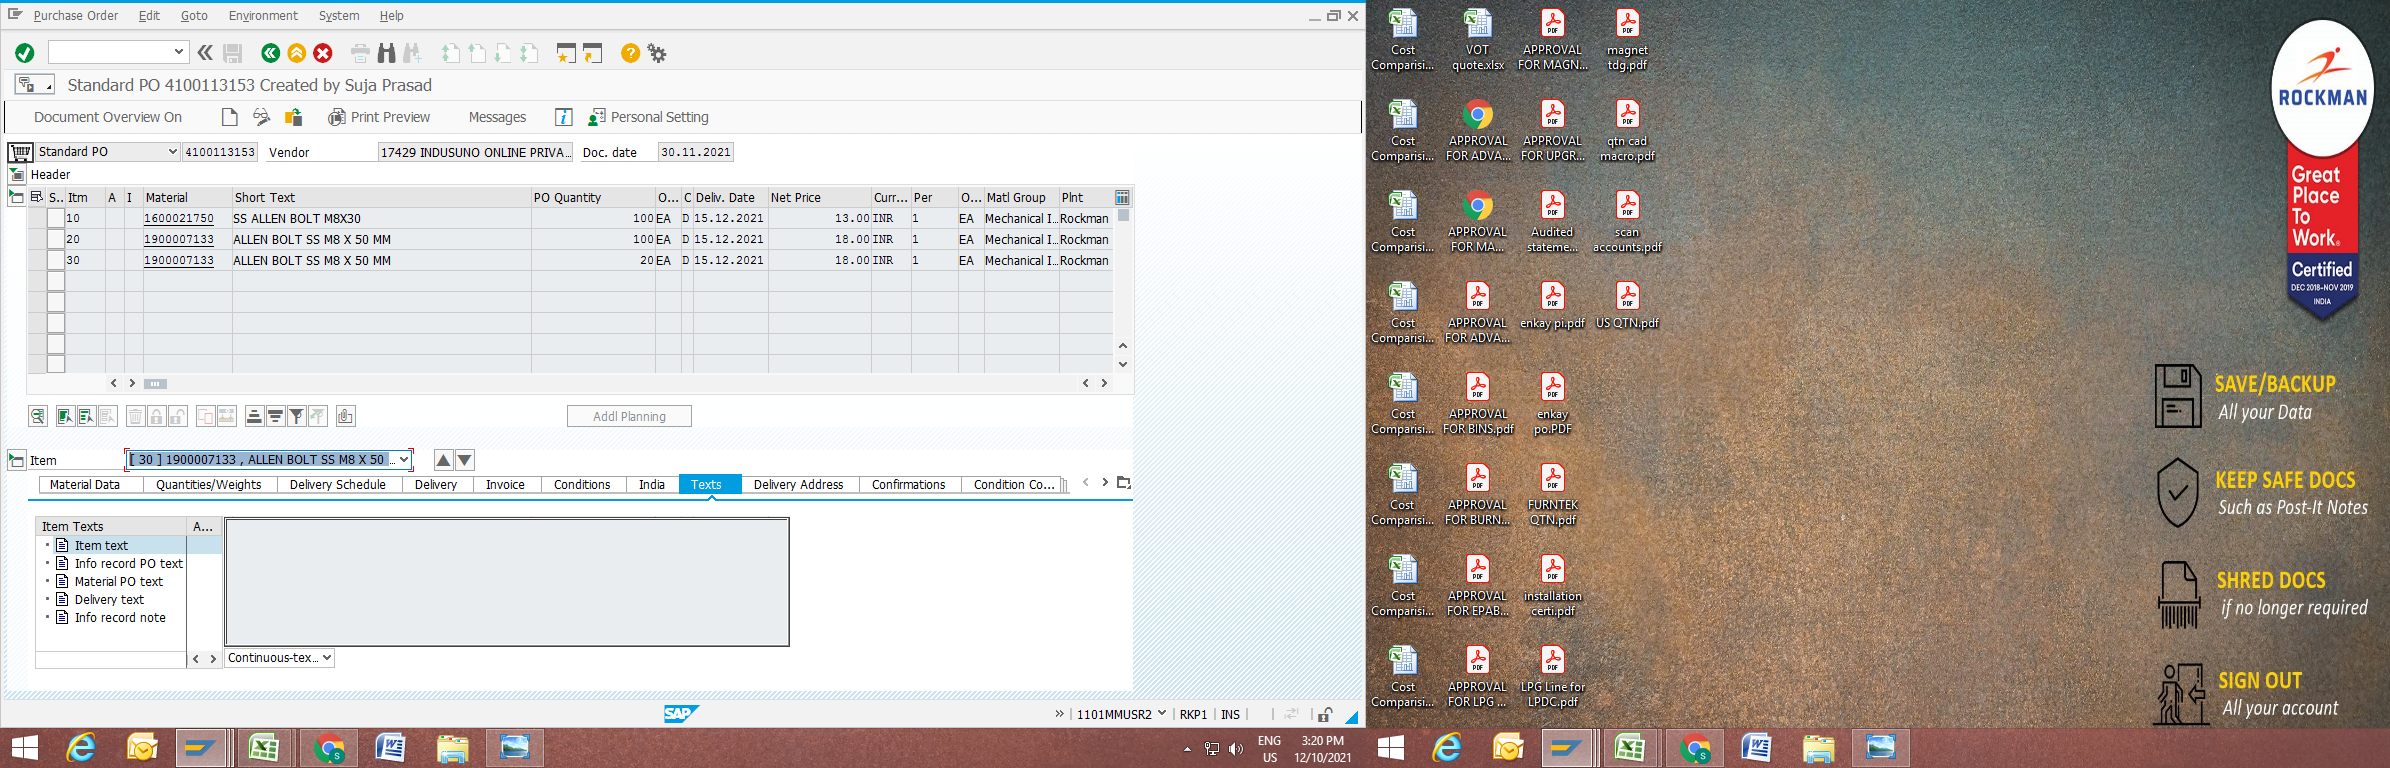 Purchase Order Edit Goto Environment System Help
Standard PO 4100113153 Created by Suja Prasad
Document Overview On Print Preview Messages Personal Setting
Standard PO 4100113153 Vendor 17429 INDUSUNO ONLINE PRIVA... Doc. date 30.11.2021
Header
S.. Itm A I Material Short Text PO Quantity O... C Deliv. Date Net Price Curr... Per O... Matl Group Plnt
10 1600021750 SS ALLEN BOLT M8X30 100 EA D 15.12.2021 13.00 INR 1 EA Mechanical I... Rockman
20 1900007133 ALLEN BOLT SS M8 X 50 MM 100 EA D 15.12.2021 18.00 INR 1 EA Mechanical I... Rockman
30 1900007133 ALLEN BOLT SS M8 X 50 MM 20 EA D 15.12.2021 18.00 INR 1 EA Mechanical I... Rockman
Addl Planning
Item [ 30 ] 1900007133 , ALLEN BOLT SS M8 X 50 ...
Material Data Quantities/Weights Delivery Schedule Delivery Invoice Conditions India Texts Delivery Address Confirmations Condition Co...
Item Texts A...
Item text
Info record PO text
Material PO text
Delivery text
Info record note
Continuous-tex...
SAP
1101MMUSR2 RKP1 INS
ENG
US
3:20 PM
12/10/2021
Cost Comparisi...
VOT quote.xlsx
APPROVAL FOR MAGN...
magnet tdg.pdf
Cost Comparisi...
APPROVAL FOR ADVA...
APPROVAL FOR UPGR...
qtn cad macro.pdf
Cost Comparisi...
APPROVAL FOR MA...
Audited stateme...
scan accounts.pdf
Cost Comparisi...
APPROVAL FOR ADVA...
enkay pi.pdf
US QTN.pdf
Cost Comparisi...
APPROVAL FOR BINS.pdf
enkay po.PDF
Cost Comparisi...
APPROVAL FOR BURN...
FURNTEK QTN.pdf
Cost Comparisi...
APPROVAL FOR EPAB...
installation certi.pdf
Cost Comparisi...
APPROVAL FOR LPG ...
LPG Line for LPDC.pdf
ROCKMAN
Great
Place
To
Work.
Certified
DEC 2018-NOV 2019
INDIA
SAVE/BACKUP
All your Data
KEEP SAFE DOCS
Such as Post-It Notes
SHRED DOCS
if no longer required
SIGN OUT
All your account